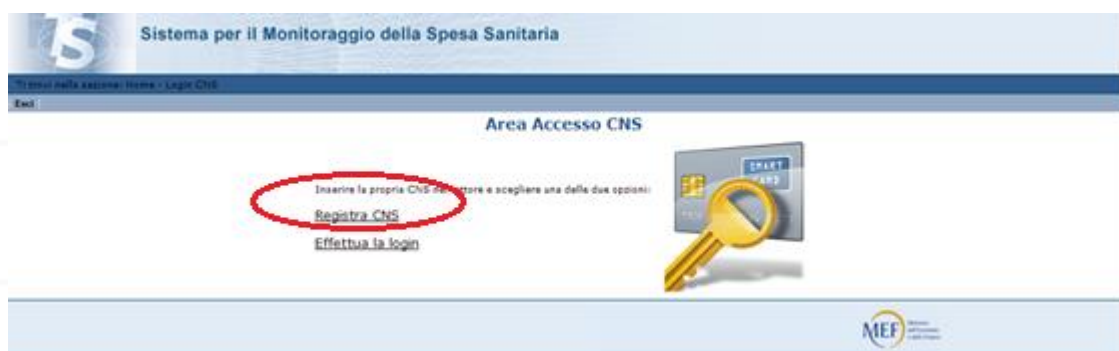 TS
Sistema per il Monitoraggio della Spesa Sanitaria
Ti trovi nella sezione: Home - Login CNS
Esci
Area Accesso CNS
SMART
CARD
Inserire la propria CNS nel lettore e scegliere una delle due opzioni:
Registra CNS
Effettua la login
MEF